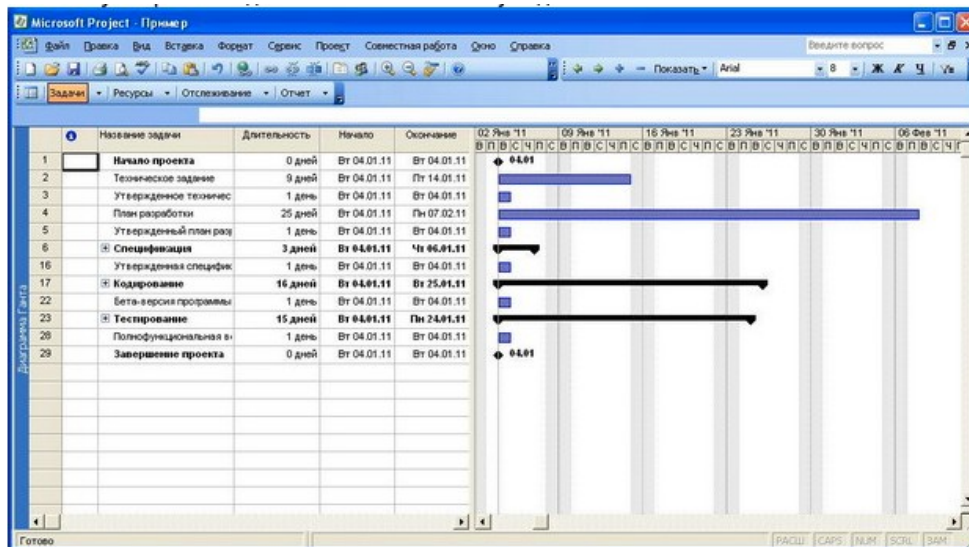 Microsoft Project - Пример
Файл Правка Вид Вставка Формат Сервис Проект Совместная работа Окно Справка Введите вопрос
Показать Arial 8 Ж К Ч
Задачи Ресурсы Отслеживание Отчет
Название задачи Длительность Начало Окончание 02 Янв '11 09 Янв '11 16 Янв '11 23 Янв '11 30 Янв '11 06 Фев '11
В П В С Ч П С В П В С Ч П С В П В С Ч П С В П В С Ч П С В П В С Ч П С В П В С Ч П
1 Начало проекта 0 дней Вт 04.01.11 Вт 04.01.11 04.01
2 Техническое задание 9 дней Вт 04.01.11 Пт 14.01.11
3 Утвержденное техничес 1 день Вт 04.01.11 Вт 04.01.11
4 План разработки 25 дней Вт 04.01.11 Пн 07.02.11
5 Утвержденный план раз 1 день Вт 04.01.11 Вт 04.01.11
6 Спецификация 3 дней Вт 04.01.11 Чт 06.01.11
16 Утвержденная специфик 1 день Вт 04.01.11 Вт 04.01.11
17 Кодирование 16 дней Вт 04.01.11 Вт 25.01.11
22 Бета-версия программы 1 день Вт 04.01.11 Вт 04.01.11
23 Тестирование 15 дней Вт 04.01.11 Пн 24.01.11
28 Полнофункциональная в 1 день Вт 04.01.11 Вт 04.01.11
29 Завершение проекта 0 дней Вт 04.01.11 Вт 04.01.11 04.01
Диаграмма Ганта
Готово РАСШ CAPS NUM SCRL ЗАМ